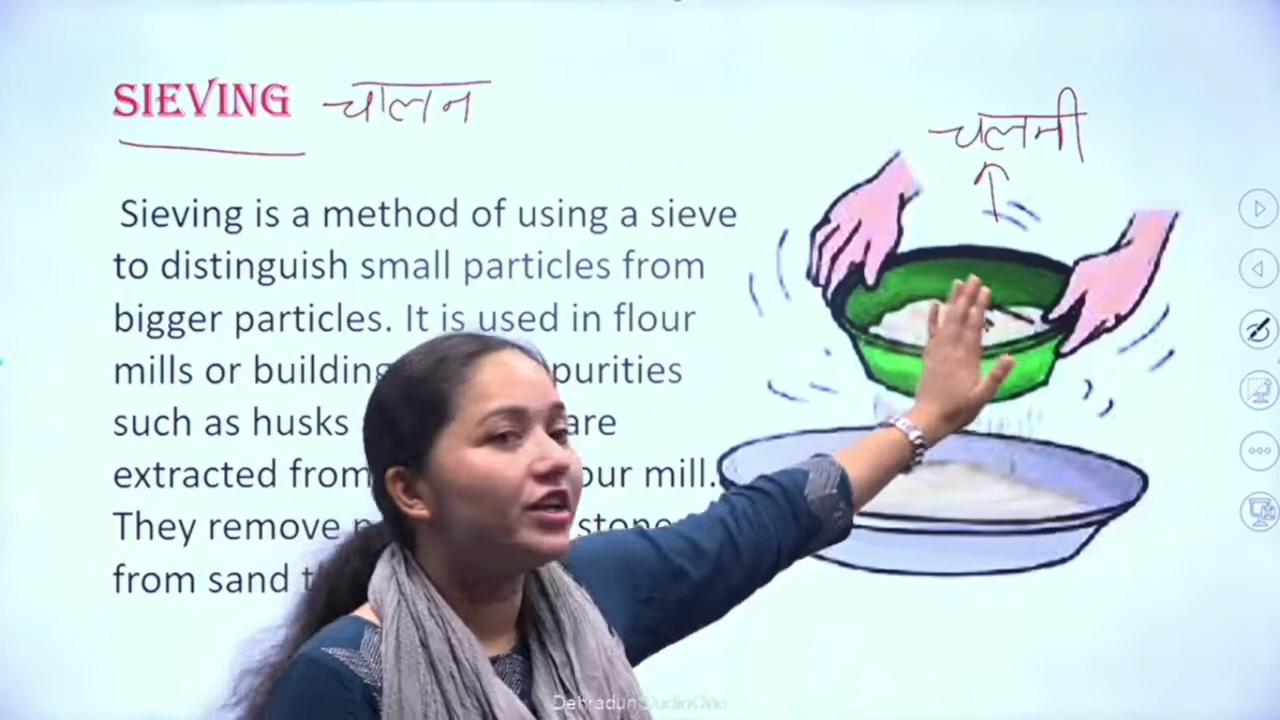 SIEVING चालन
चलनी
Sieving is a method of using a sieve
to distinguish small particles from
bigger particles. It is used in flour
mills or building purities
such as husks are
extracted from our mill.
They remove stone
from sand
Dehradun StudioOne